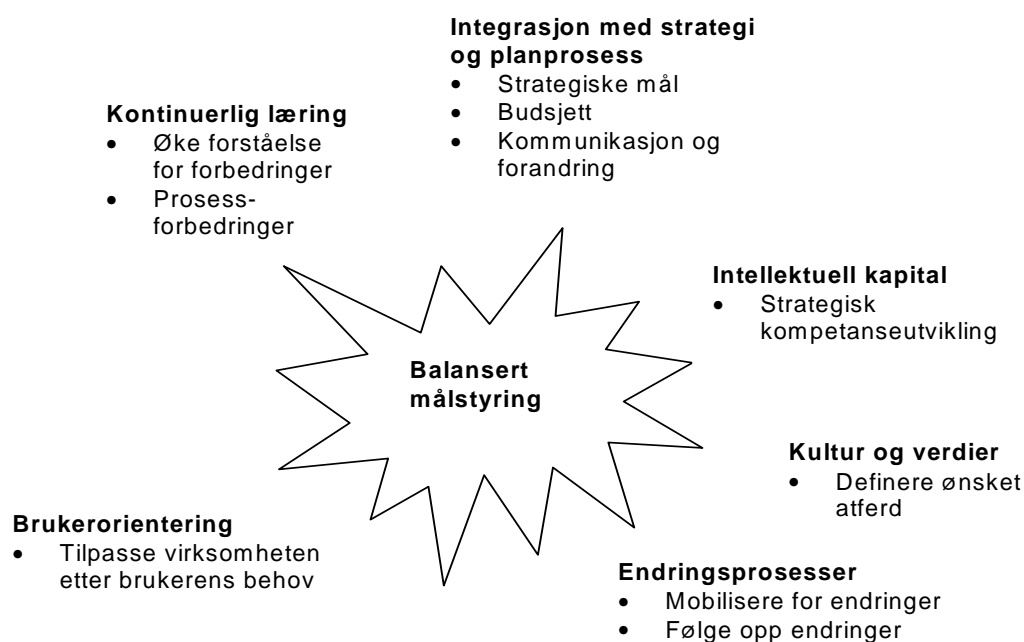 Integrasjon med strategi
og planprosess
• Strategiske mål
• Budsjett
• Kommunikasjon og
forandring
Kontinuerlig læring
• Øke forståelse
for forbedringer
• Prosess-
forbedringer
Intellektuell kapital
• Strategisk
kompetanseutvikling
Balansert
målstyring
Kultur og verdier
• Definere ønsket
atferd
Brukerorientering
• Tilpasse virksomheten
etter brukerens behov
Endringsprosesser
• Mobilisere for endringer
• Følge opp endringer